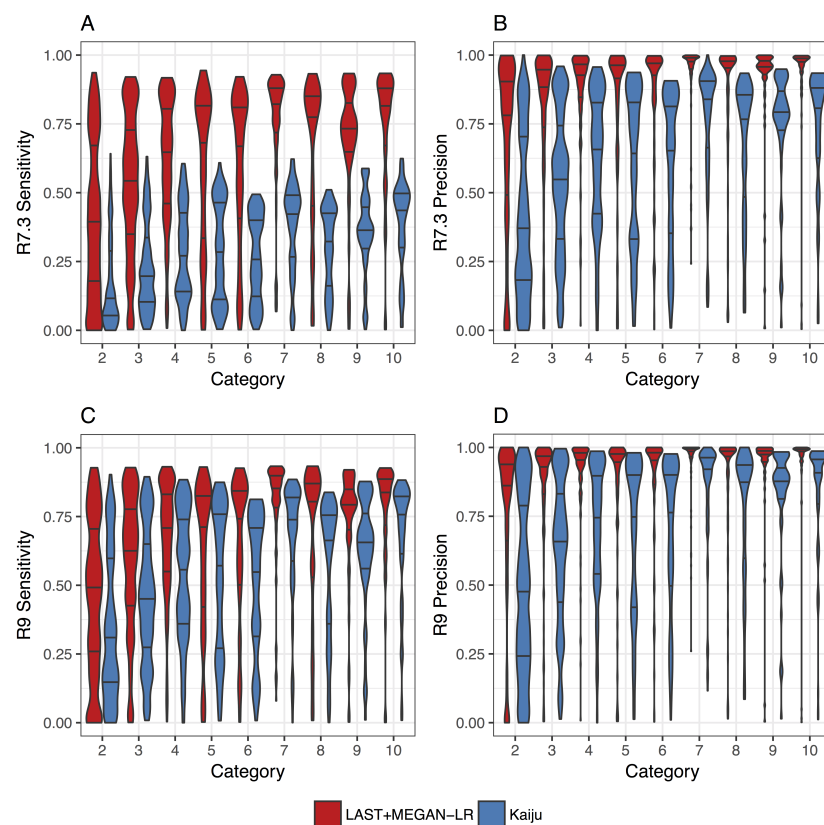 A
1.00
0.75
0.50
0.25
0.00
R7.3 Sensitivity
2 3 4 5 6 7 8 9 10
Category
B
1.00
0.75
0.50
0.25
0.00
R7.3 Precision
2 3 4 5 6 7 8 9 10
Category
C
1.00
0.75
0.50
0.25
0.00
R9 Sensitivity
2 3 4 5 6 7 8 9 10
Category
D
1.00
0.75
0.50
0.25
0.00
R9 Precision
2 3 4 5 6 7 8 9 10
Category
LAST+MEGAN−LR Kaiju